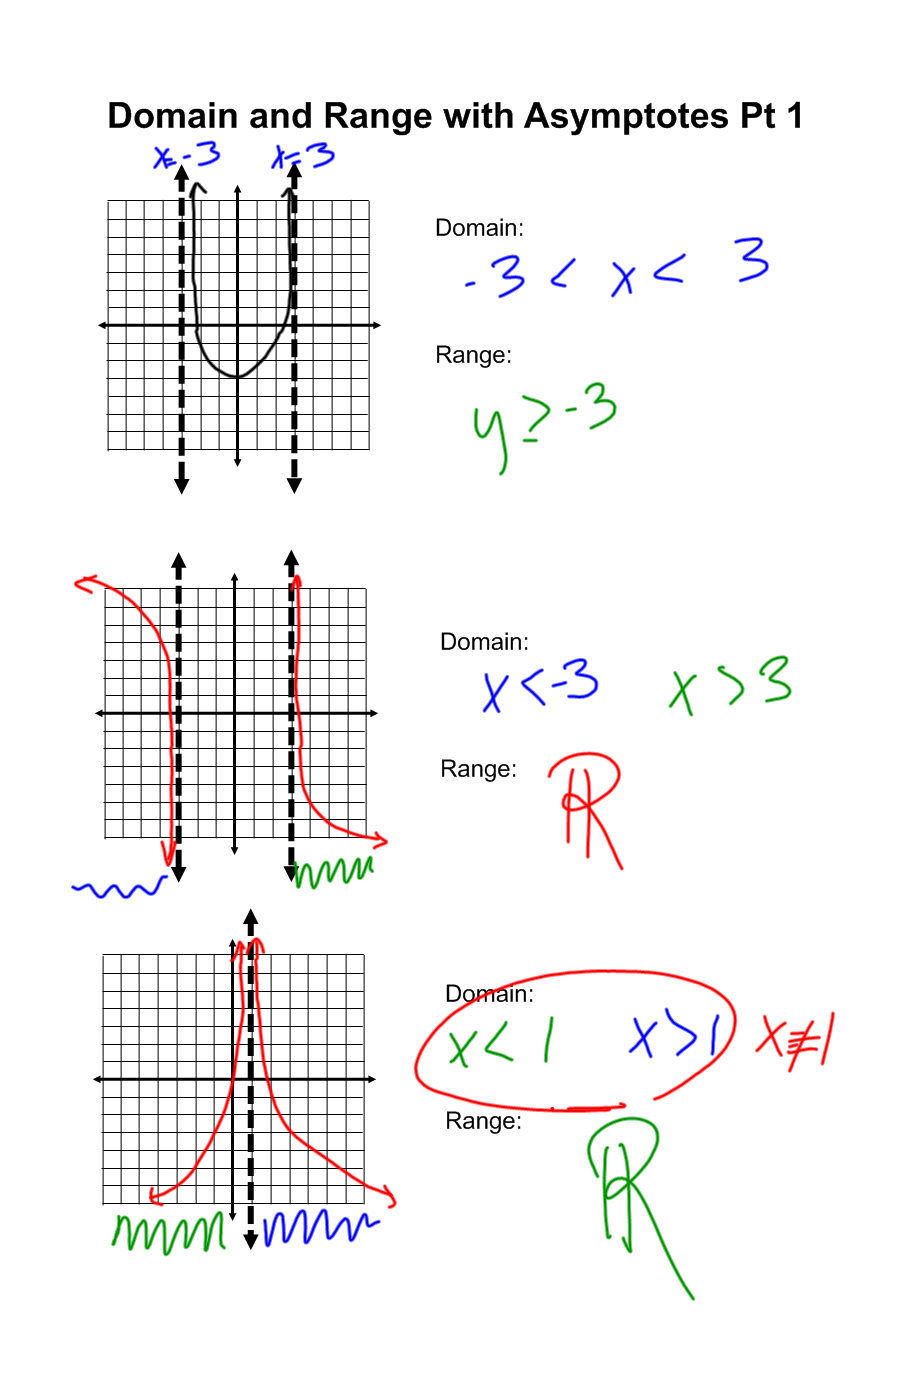 Domain and Range with Asymptotes Pt 1
x=-3 x=3
Domain:
-3 < x < 3
Range:
y ≥ -3
Domain:
x < -3 x > 3
Range:
ℝ
Domain:
x < 1 x > 1 x ≠ 1
Range:
ℝ